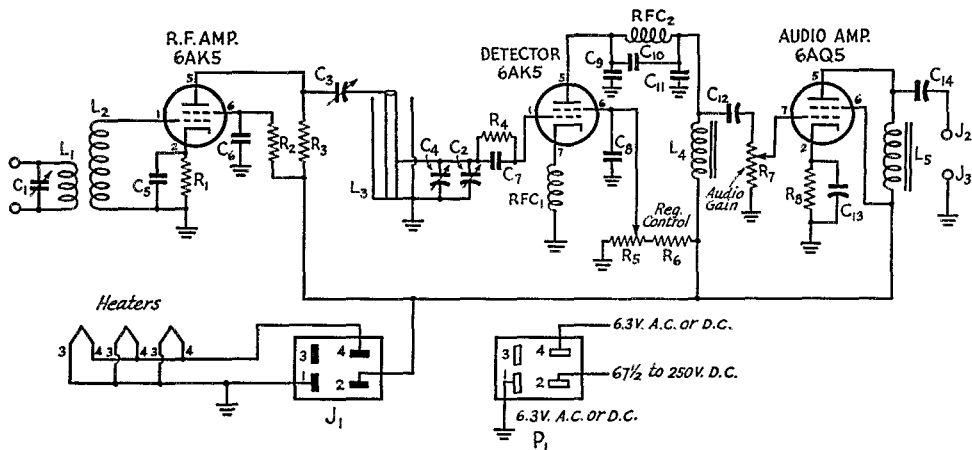 R.F. AMP.
6AK5
DETECTOR
6AK5
RFC2
AUDIO AMP.
6AQ5
C1
L1
L2
1
5
6
2
C5
R1
C6
R2
R3
C3
L3
C4
C2
R4
C7
1
5
6
7
RFC1
C8
C9
C10
C11
Reg. Control
R5
R6
L4
C12
R7
Audio
Gain
7
5
6
2
R8
C13
L5
C14
J2
J3
Heaters
3
4
3
4
3
4
3
4
1
2
J1
3
4
1
2
P1
6.3V. A.C. or D.C.
67½ to 250V. D.C.
6.3V. A.C. or D.C.